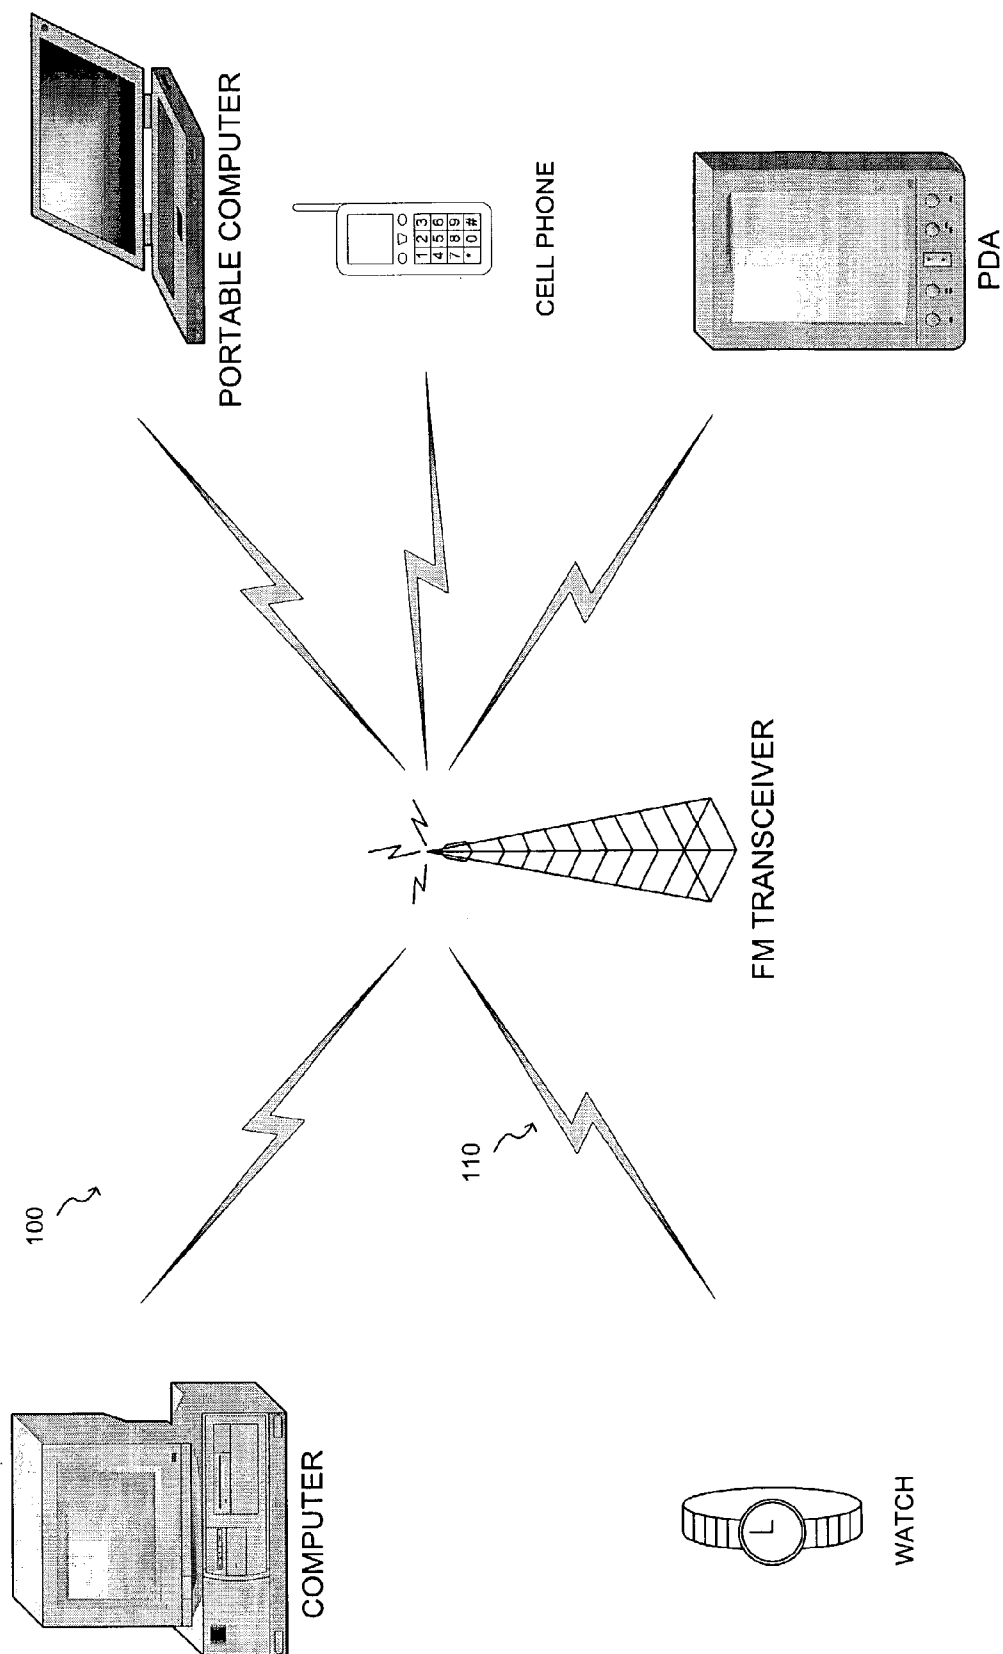 100
COMPUTER
PORTABLE COMPUTER
1 2 3
4 5 6
7 8 9
* 0 #
CELL PHONE
110
FM TRANSCEIVER
WATCH
PDA